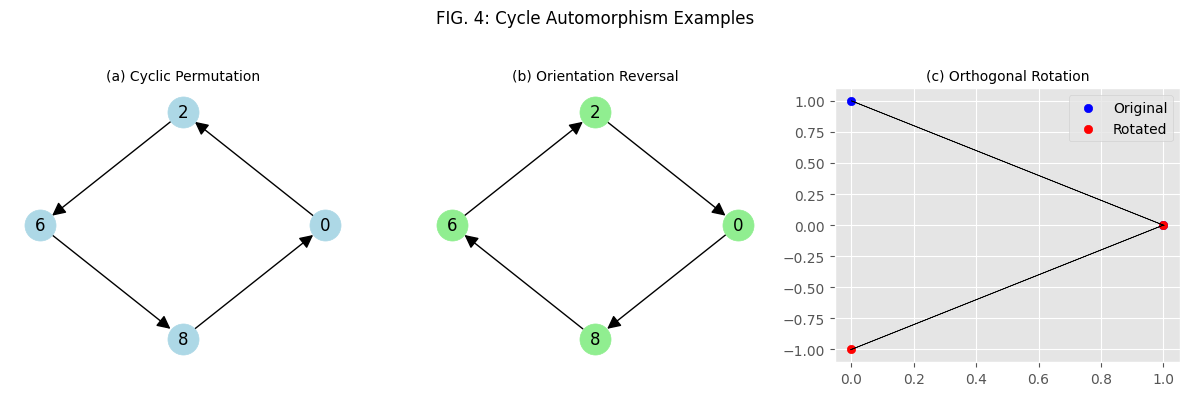 FIG. 4: Cycle Automorphism Examples
(a) Cyclic Permutation
2
6
0
8
(b) Orientation Reversal
2
6
0
8
(c) Orthogonal Rotation
Original
Rotated
1.00
0.75
0.50
0.25
0.00
−0.25
−0.50
−0.75
−1.00
0.0 0.2 0.4 0.6 0.8 1.0